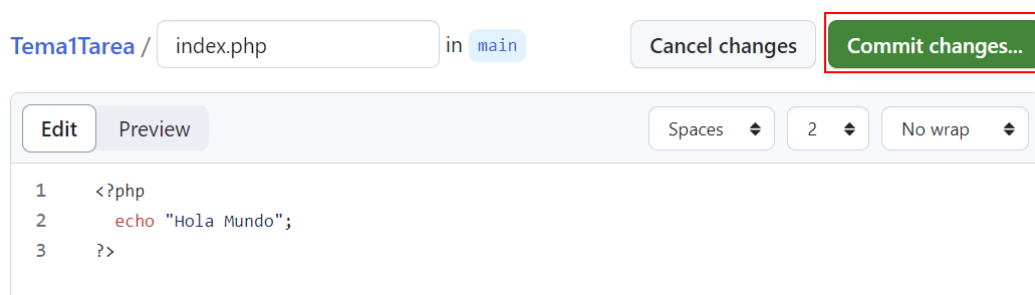 Tema1Tarea / index.php in main Cancel changes Commit changes...
Edit Preview Spaces 2 No wrap
1 <?php
2 echo "Hola Mundo";
3 ?>